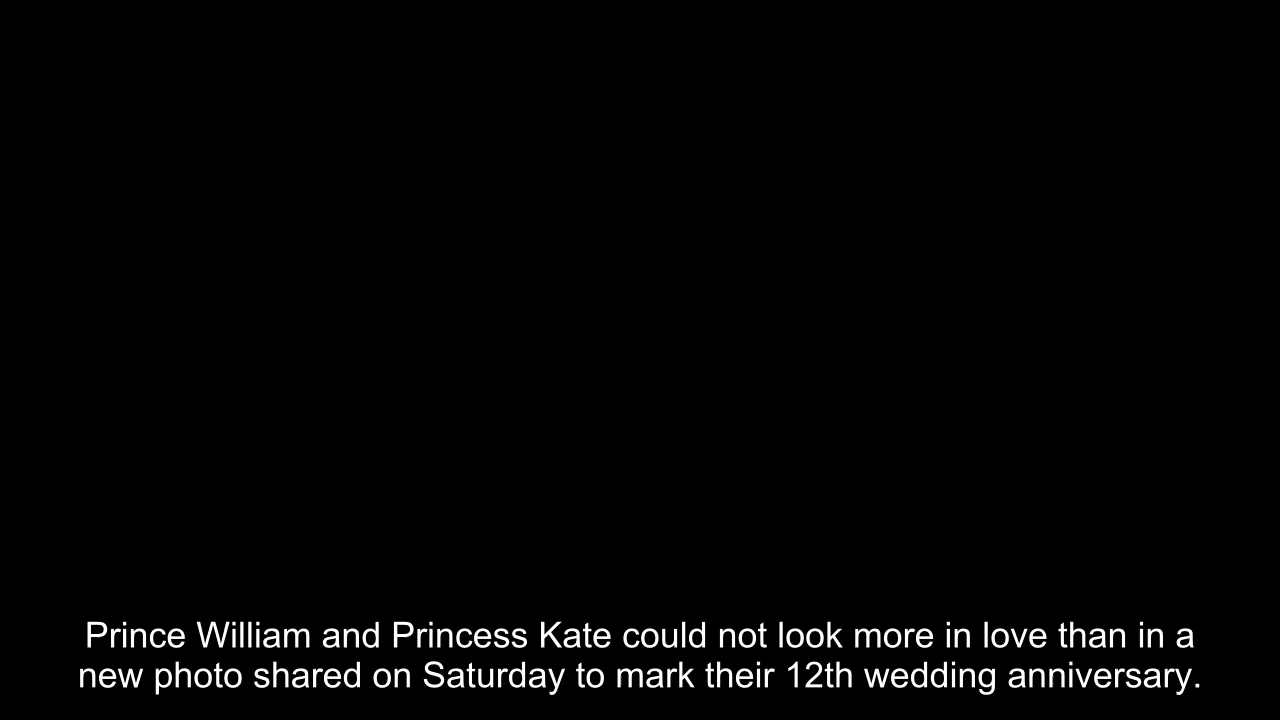 Prince William and Princess Kate could not look more in love than in a
new photo shared on Saturday to mark their 12th wedding anniversary.